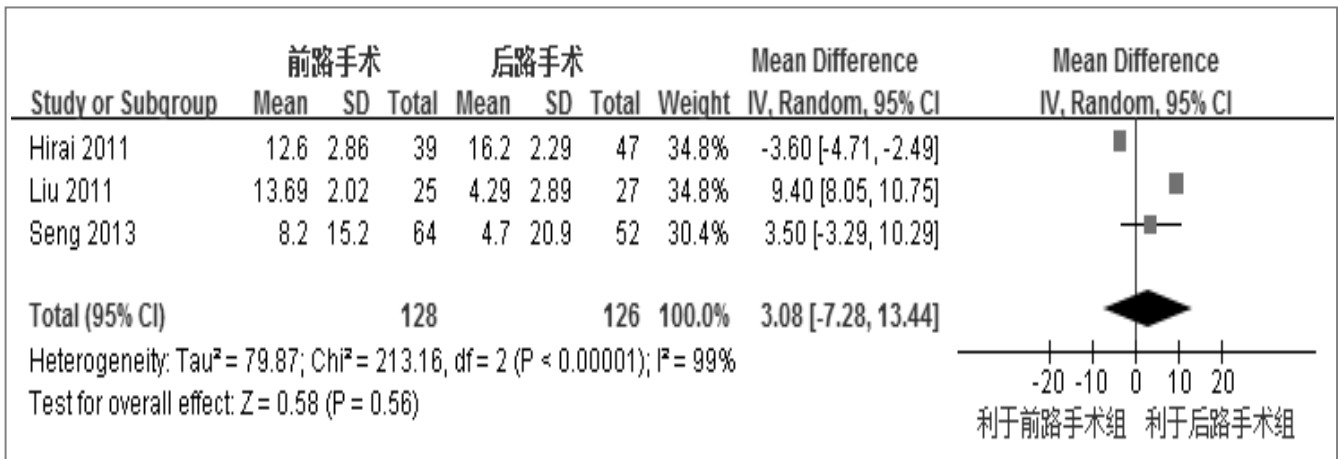 前路手术 后路手术 Mean Difference Mean Difference
Study or Subgroup Mean SD Total Mean SD Total Weight IV, Random, 95% CI IV, Random, 95% CI
Hirai 2011 12.6 2.86 39 16.2 2.29 47 34.8% -3.60 [-4.71, -2.49]
Liu 2011 13.69 2.02 25 4.29 2.89 27 34.8% 9.40 [8.05, 10.75]
Seng 2013 8.2 15.2 64 4.7 20.9 52 30.4% 3.50 [-3.29, 10.29]
Total (95% CI) 128 126 100.0% 3.08 [-7.28, 13.44]
Heterogeneity: Tau² = 79.87; Chi² = 213.16, df = 2 (P < 0.00001); I² = 99%
Test for overall effect: Z = 0.58 (P = 0.56)
-20 -10 0 10 20
利于前路手术组 利于后路手术组